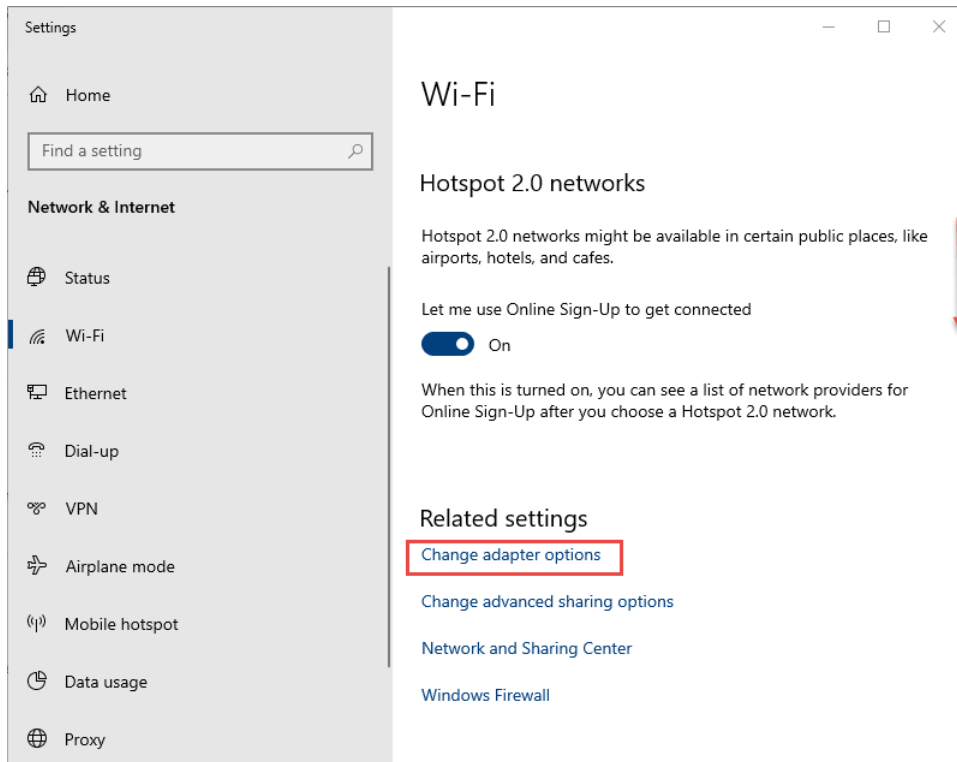 Settings
Home
Find a setting
Network & Internet
Status
Wi-Fi
Ethernet
Dial-up
VPN
Airplane mode
Mobile hotspot
Data usage
Proxy
Wi-Fi
Hotspot 2.0 networks
Hotspot 2.0 networks might be available in certain public places, like
airports, hotels, and cafes.
Let me use Online Sign-Up to get connected
On
When this is turned on, you can see a list of network providers for
Online Sign-Up after you choose a Hotspot 2.0 network.
Related settings
Change adapter options
Change advanced sharing options
Network and Sharing Center
Windows Firewall